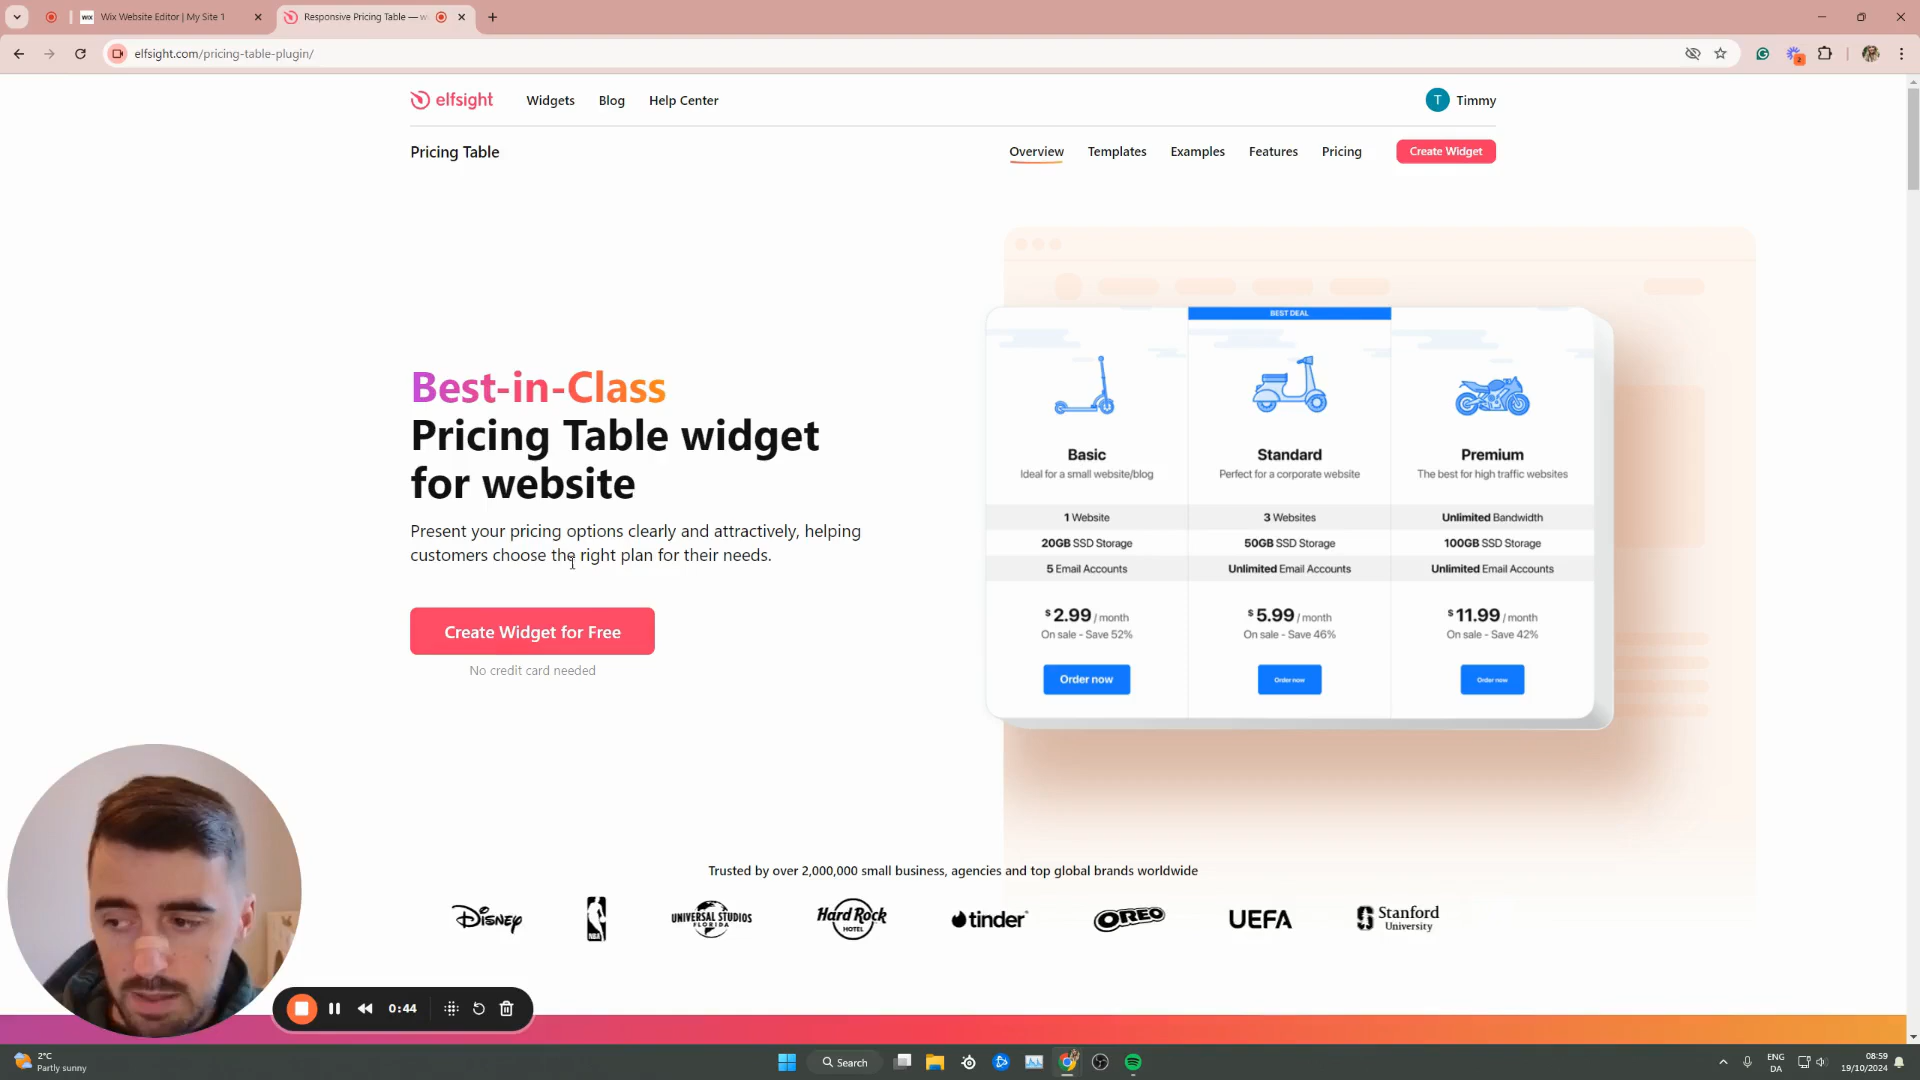 WiX Wix Website Editor | My Site 1
Responsive Pricing Table — w
elfsight.com/pricing-table-plugin/
2
elfsight
Widgets
Blog
Help Center
T
Timmy
Pricing Table
Overview
Templates
Examples
Features
Pricing
Create Widget
Best-in-Class
Pricing Table widget
for website
Present your pricing options clearly and attractively, helping
customers choose the right plan for their needs.
Create Widget for Free
No credit card needed
BEST DEAL
Basic
Ideal for a small website/blog
1 Website
20GB SSD Storage
5 Email Accounts
$ 2.99 / month
On sale - Save 52%
Order now
Standard
Perfect for a corporate website
3 Websites
50GB SSD Storage
Unlimited Email Accounts
$ 5.99 / month
On sale - Save 46%
Order now
Premium
The best for high traffic websites
Unlimited Bandwidth
100GB SSD Storage
Unlimited Email Accounts
$ 11.99 / month
On sale - Save 42%
Order now
Trusted by over 2,000,000 small business, agencies and top global brands worldwide
Disney
NBA
UNIVERSAL STUDIOS
FLORIDA
Hard Rock
HOTEL
tinder
OREO
UEFA
S Stanford
University
0:44
2°C
Partly sunny
Search
ENG
DA
08:59
19/10/2024